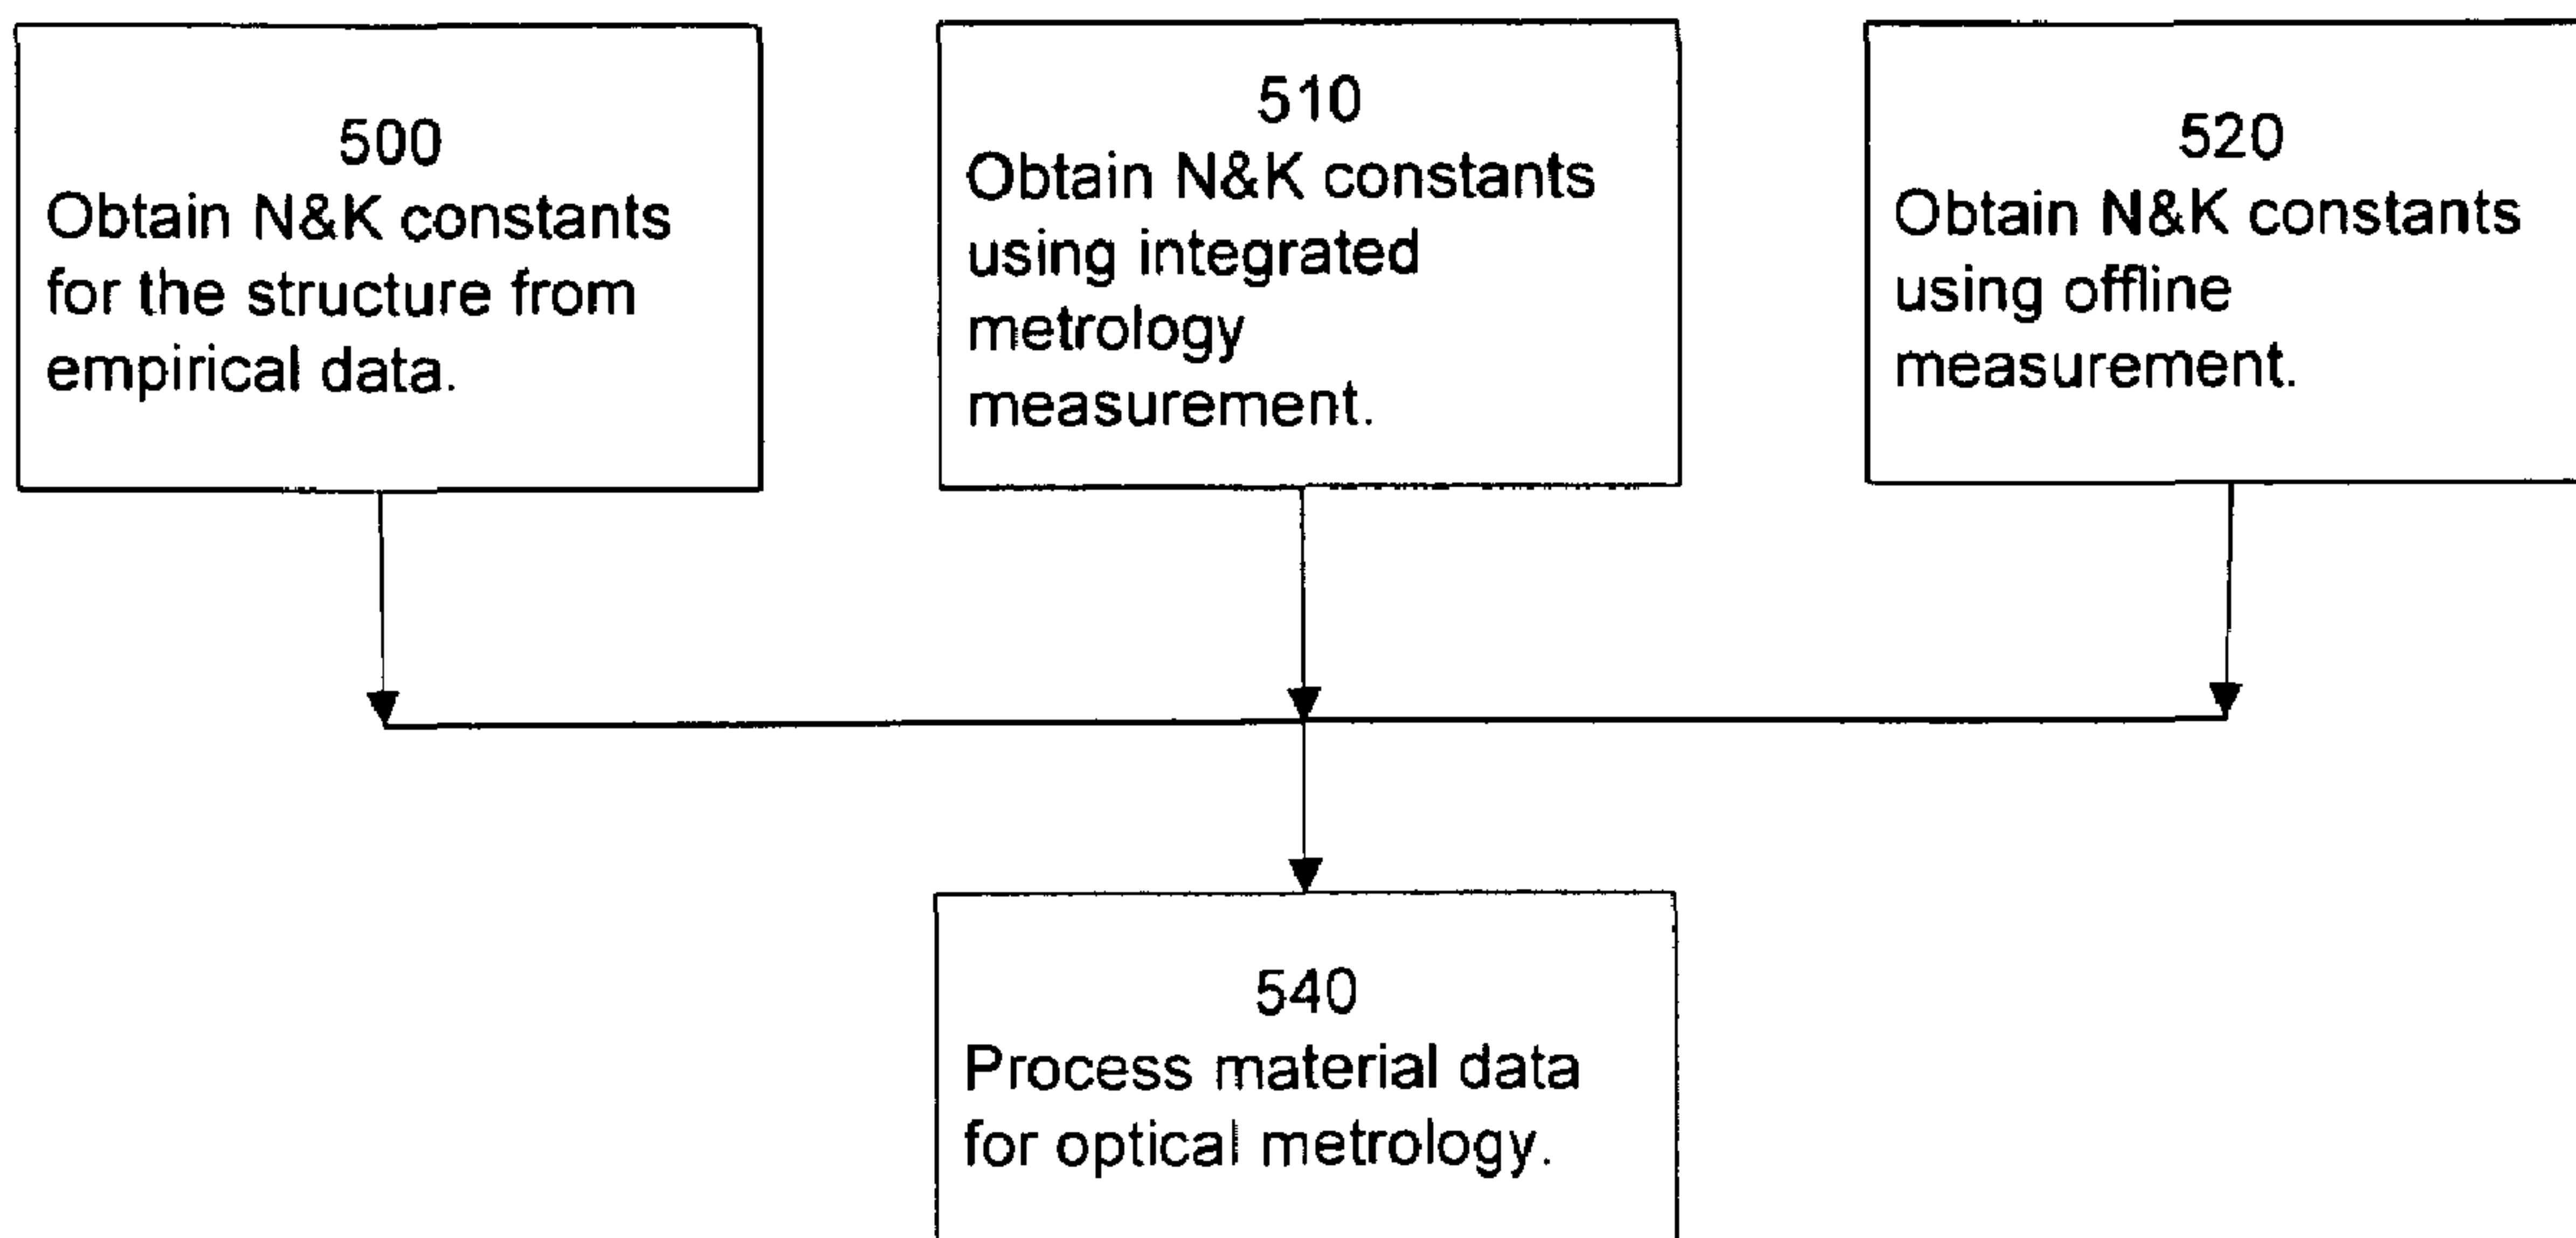 500
Obtain N&K constants
for the structure from
empirical data.
510
Obtain N&K constants
using integrated
metrology
measurement.
520
Obtain N&K constants
using offline
measurement.
540
Process material data
for optical metrology.